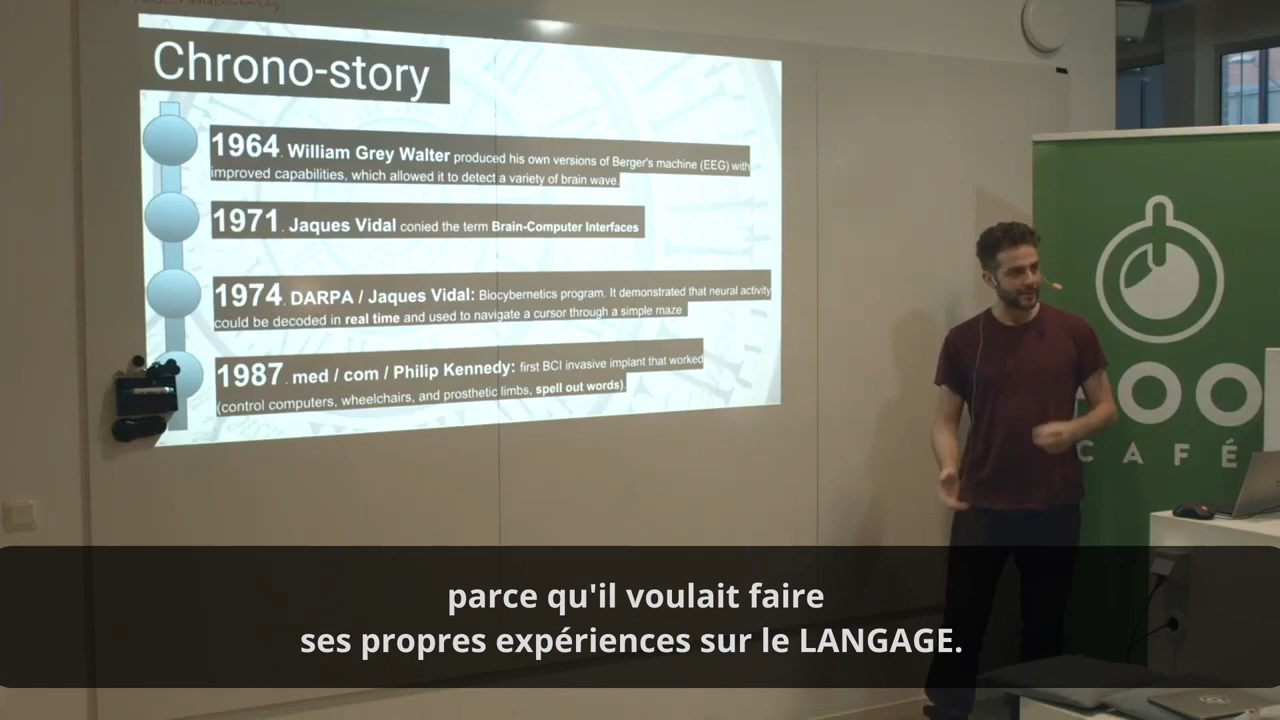 Chrono-story
1964. William Grey Walter produced his own versions of Berger's machine (EEG) with
improved capabilities, which allowed it to detect a variety of brain wave.
1971. Jaques Vidal conied the term Brain-Computer Interfaces
1974. DARPA / Jaques Vidal: Biocybernetics program. It demonstrated that neural activity
could be decoded in real time and used to navigate a cursor through a simple maze
1987. med / com / Philip Kennedy: first BCI invasive implant that worked
(control computers, wheelchairs, and prosthetic limbs, spell out words).
OO
CAFÉ
parce qu'il voulait faire
ses propres expériences sur le LANGAGE.